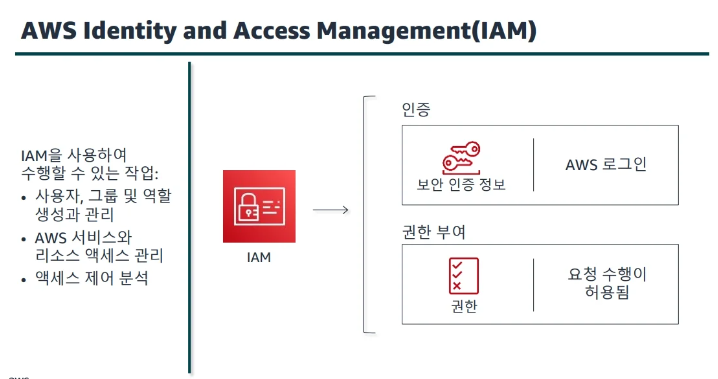 AWS Identity and Access Management(IAM)
IAM을 사용하여
수행할 수 있는 작업:
• 사용자, 그룹 및 역할
생성과 관리
• AWS 서비스와
리소스 액세스 관리
• 액세스 제어 분석
IAM
인증
보안 인증 정보
AWS 로그인
권한 부여
권한
요청 수행이
허용됨